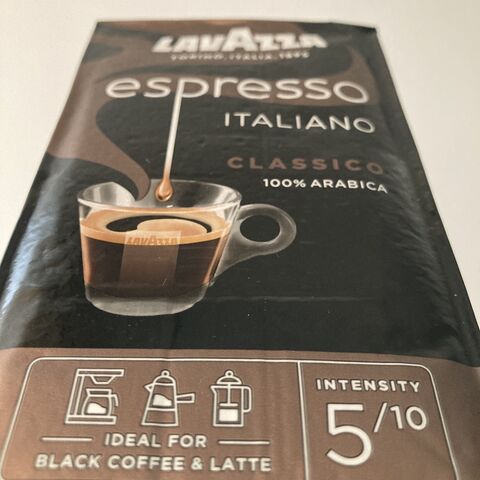 LAVAZZA
TORINO, ITALIA, 1895
espresso
ITALIANO
CLASSICO
100% ARABICA
LAVAZZA
IDEAL FOR
BLACK COFFEE & LATTE
INTENSITY
5/10